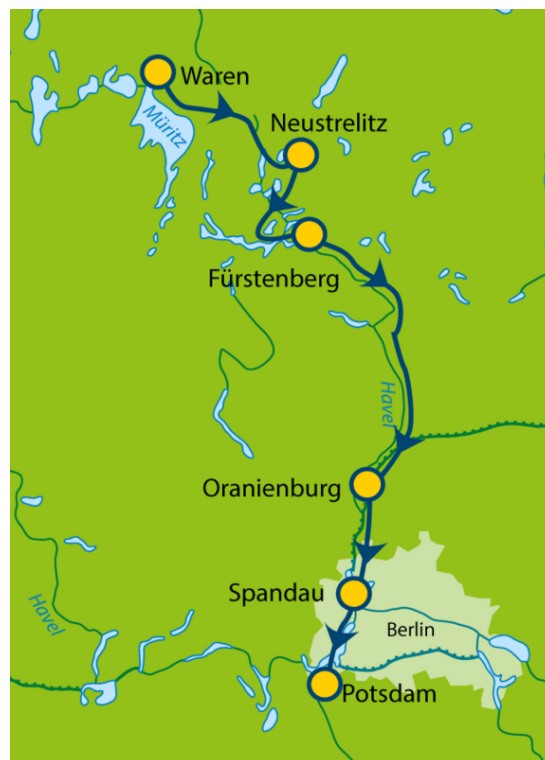 Waren
Müritz
Neustrelitz
Fürstenberg
Havel
Oranienburg
Spandau
Havel
Berlin
Potsdam